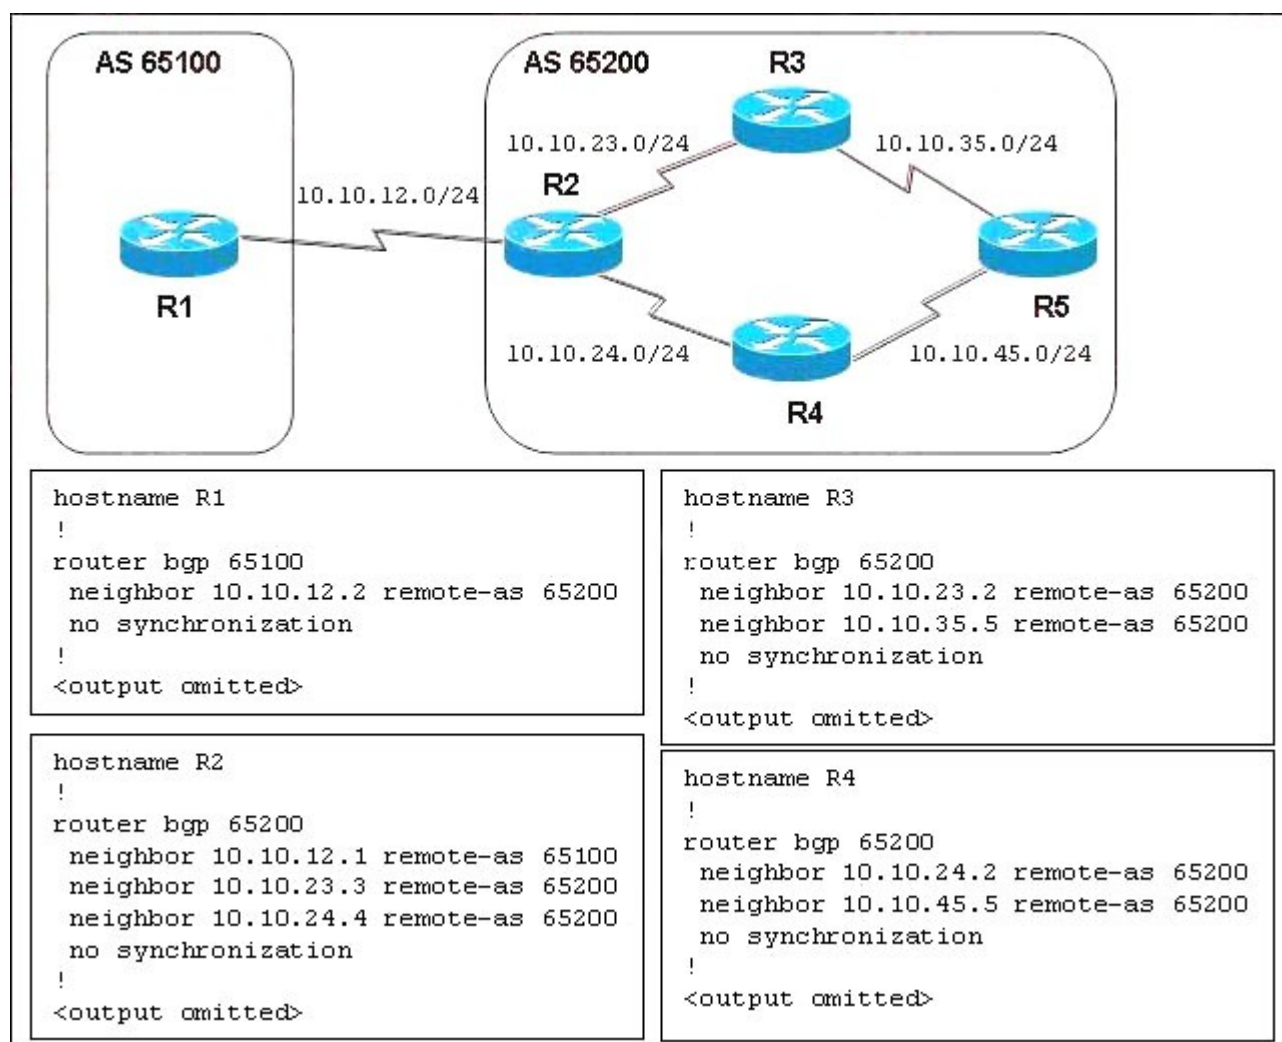 AS 65100
AS 65200
R3
10.10.23.0/24
10.10.35.0/24
R2
10.10.12.0/24
R1
R5
10.10.24.0/24
10.10.45.0/24
R4
hostname R1
!
router bgp 65100
neighbor 10.10.12.2 remote-as 65200
no synchronization
!
<output omitted>
hostname R2
!
router bgp 65200
neighbor 10.10.12.1 remote-as 65100
neighbor 10.10.23.3 remote-as 65200
neighbor 10.10.24.4 remote-as 65200
no synchronization
!
<output omitted>
hostname R3
!
router bgp 65200
neighbor 10.10.23.2 remote-as 65200
neighbor 10.10.35.5 remote-as 65200
no synchronization
!
<output omitted>
hostname R4
!
router bgp 65200
neighbor 10.10.24.2 remote-as 65200
neighbor 10.10.45.5 remote-as 65200
no synchronization
!
<output omitted>